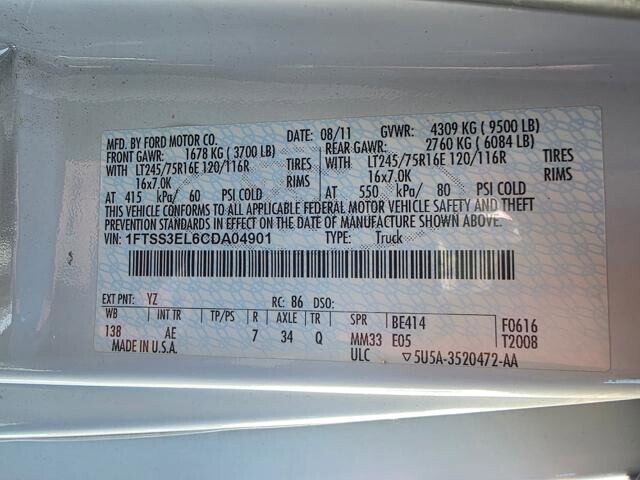 MFD. BY FORD MOTOR CO. DATE: 08/11 GVWR: 4309 KG ( 9500 LB)
FRONT GAWR: 1678 KG ( 3700 LB) REAR GAWR: 2760 KG ( 6084 LB)
WITH LT245/75R16E 120/116R TIRES WITH LT245/75R16E 120/116R TIRES
16x7.0K RIMS 16x7.0K RIMS
AT 415 kPa/ 60 PSI COLD AT 550 kPa/ 80 PSI COLD
THIS VEHICLE CONFORMS TO ALL APPLICABLE FEDERAL MOTOR VEHICLE SAFETY AND THEFT
PREVENTION STANDARDS IN EFFECT ON THE DATE OF MANUFACTURE SHOWN ABOVE.
VIN: 1FTSS3EL6CDA04901 TYPE: Truck
EXT PNT: YZ RC: 86 DSO:
WB INT TR TP/PS R AXLE TR SPR BE414 F0616
138 AE 7 34 Q MM33 E05 T2008
MADE IN U.S.A. ULC ▽5U5A-3520472-AA